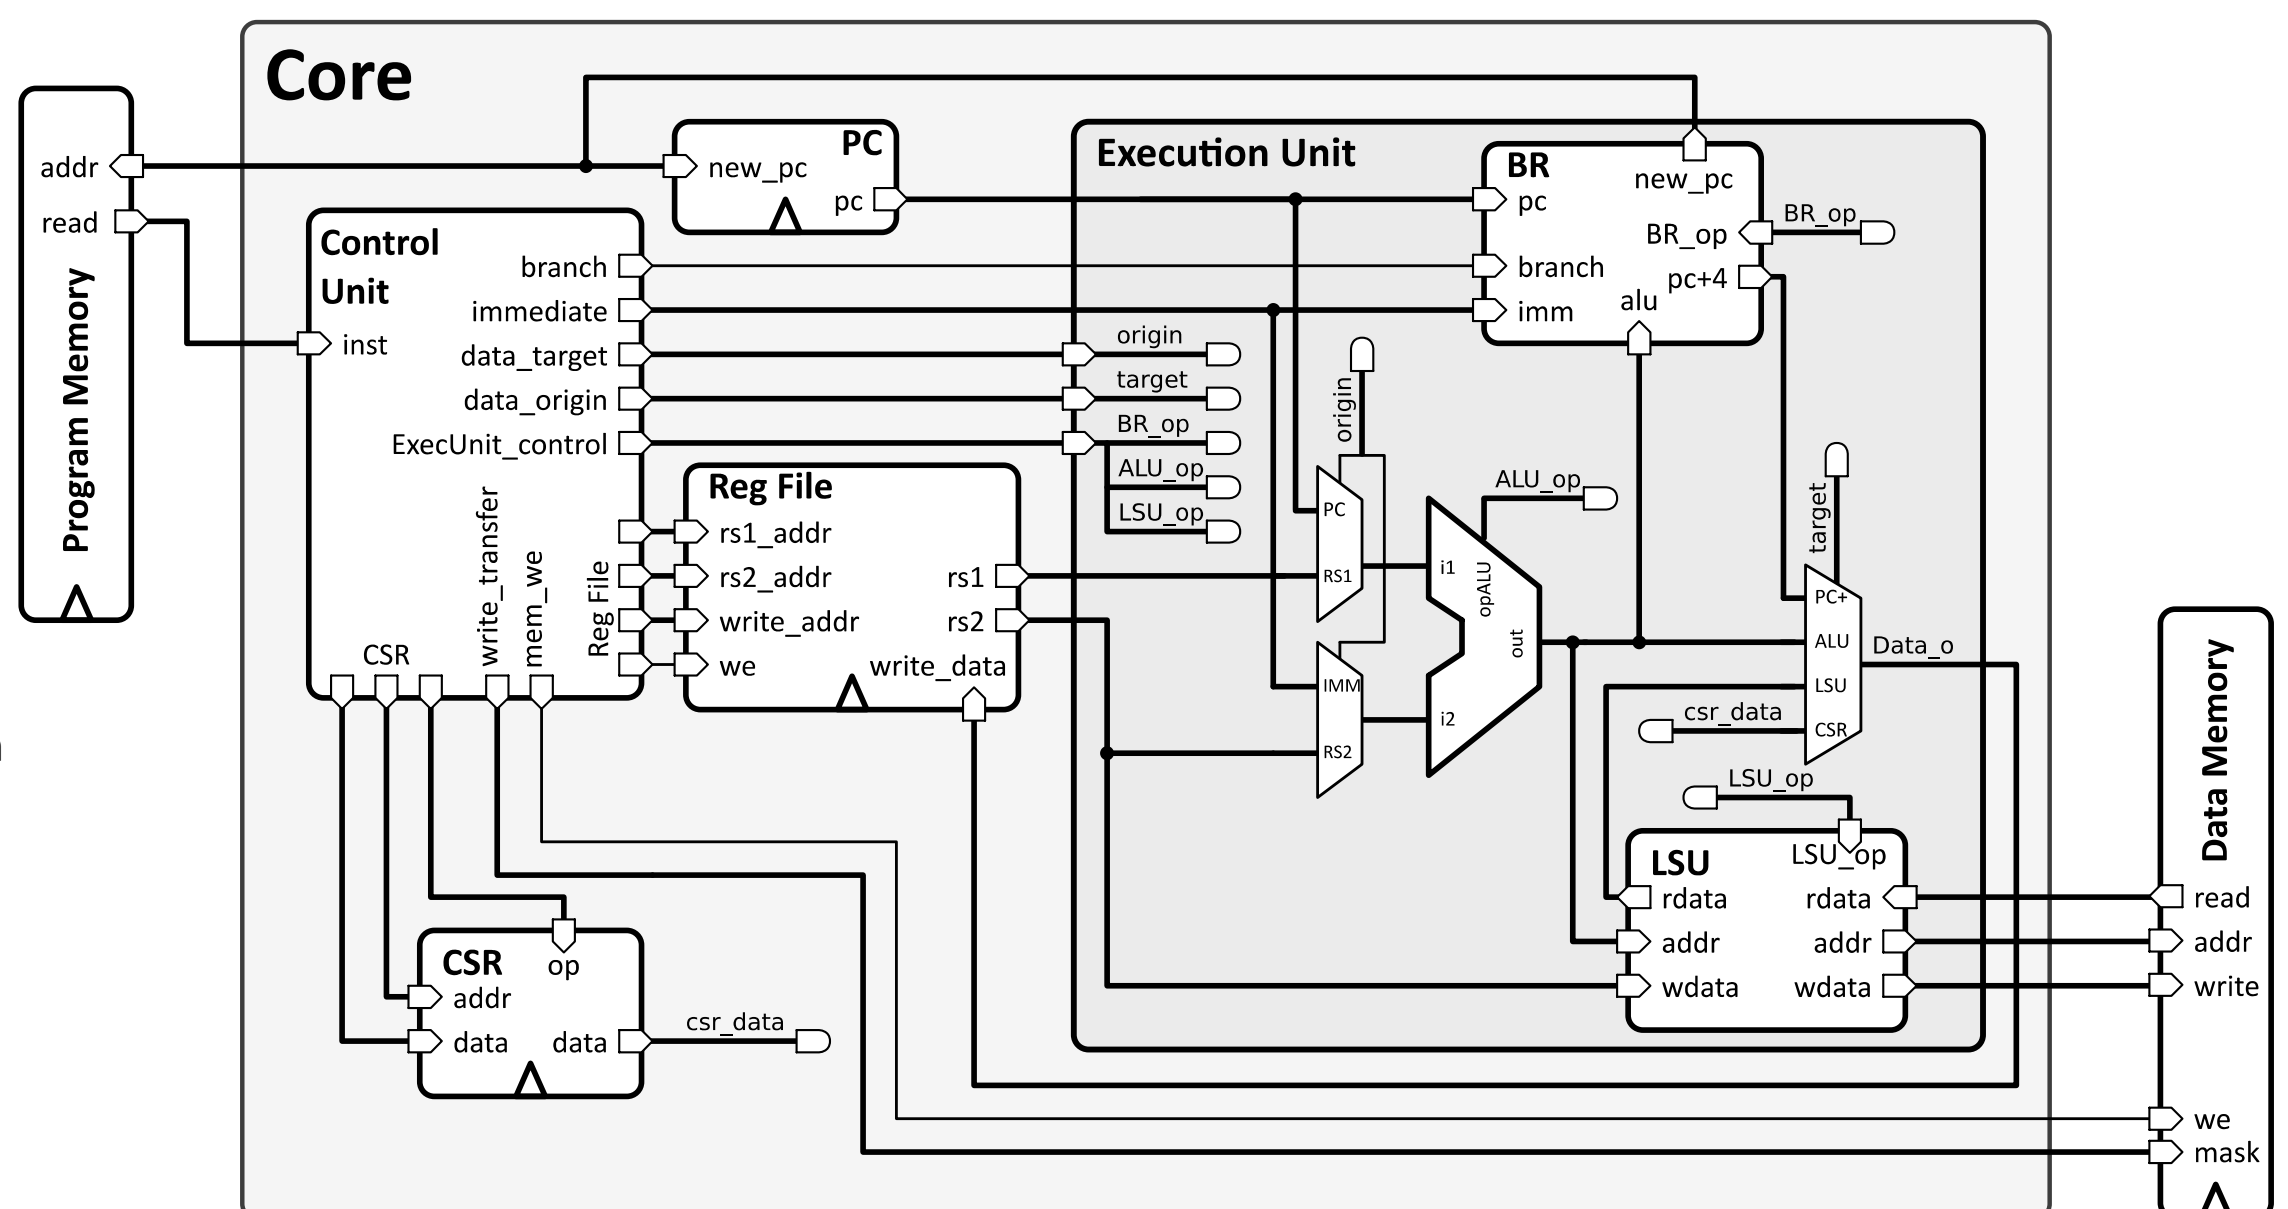 Core
addr
read
Program Memory
PC
new_pc
pc
Control
Unit
inst
branch
immediate
data_target
data_origin
ExecUnit_control
write_transfer
mem_we
Reg File
CSR
Reg File
rs1_addr
rs2_addr
write_addr
we
rs1
rs2
write_data
CSR
op
addr
data
data
csr_data
Execution Unit
origin
target
BR_op
ALU_op
LSU_op
BR
new_pc
pc
BR_op
branch
pc+4
imm
alu
BR_op
origin
PC
RS1
IMM
RS2
i1
i2
opALU
out
ALU_op
target
PC+
ALU
LSU
CSR
Data_o
csr_data
LSU_op
LSU
LSU_op
rdata
addr
wdata
rdata
addr
wdata
Data Memory
read
addr
write
we
mask